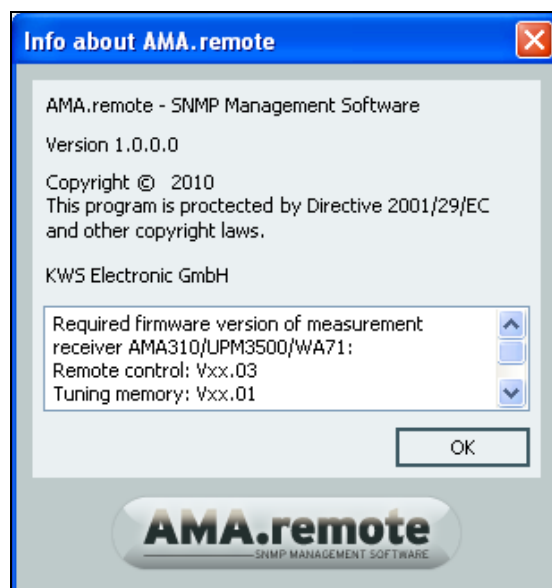 Info about AMA.remote
AMA.remote - SNMP Management Software
Version 1.0.0.0
Copyright © 2010
This program is proctected by Directive 2001/29/EC
and other copyright laws.
KWS Electronic GmbH
Required firmware version of measurement
receiver AMA310/UPM3500/WA71:
Remote control: Vxx.03
Tuning memory: Vxx.01
OK
AMA.remote
SNMP MANAGEMENT SOFTWARE